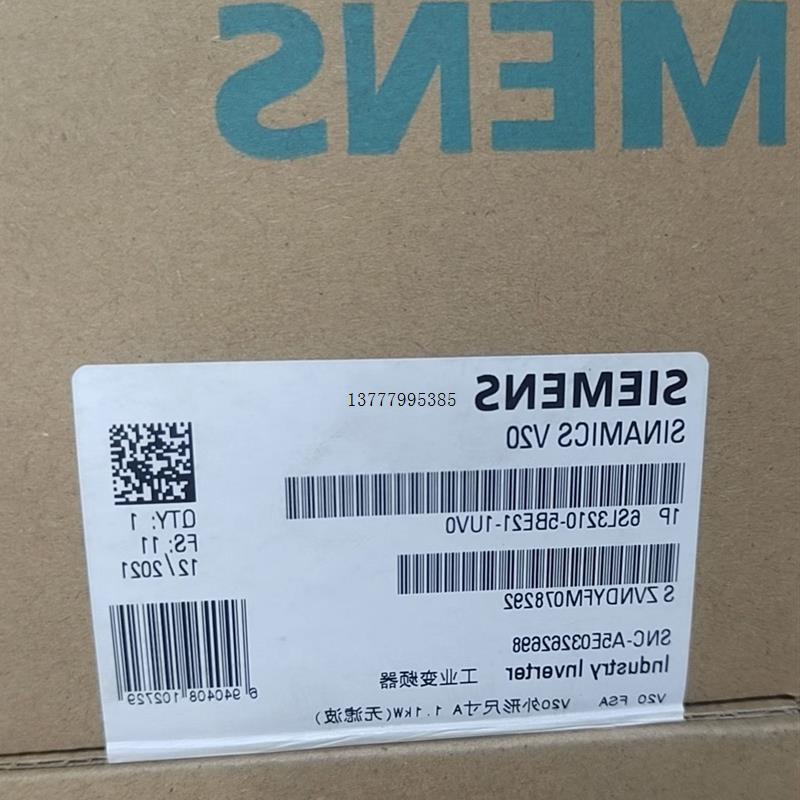 SIEMENS
SIEMENS
13777995385
SINAMICS V20
1P 6SL3210-5BE21-1UV0
S ZVNDYFM078292
SNC-A5E03262698
Industry Inverter 工业变频器
V20 FSA V20外形尺寸A 1.1kW(无滤波)
QTY: 1
FS: 11
12/2021
6 940408 102729